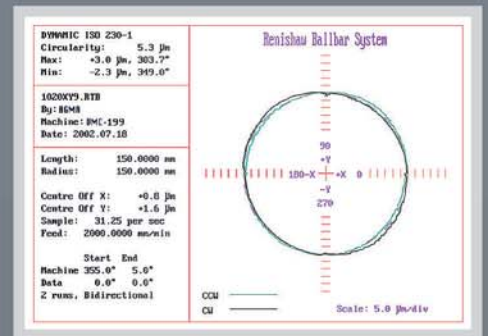 DYNAMIC ISO 230-1
Circularity: 5.3 µm
Max: +3.0 µm, 303.7°
Min: -2.3 µm, 349.0°
1020XY9.RTB
By: BGMA
Machine: BMC-199
Date: 2002.07.18
Length: 150.0000 mm
Radius: 150.0000 mm
Centre Off X: +0.8 µm
Centre Off Y: +1.6 µm
Sample: 31.25 per sec
Feed: 2000.0000 mm/min
Start End
Machine 355.0° 5.0°
Data 0.0° 0.0°
2 runs, Bidirectional
Renishaw Ballbar System
90
+Y
180-X +X 0
-Y
270
CCW
CW
Scale: 5.0 µm/div